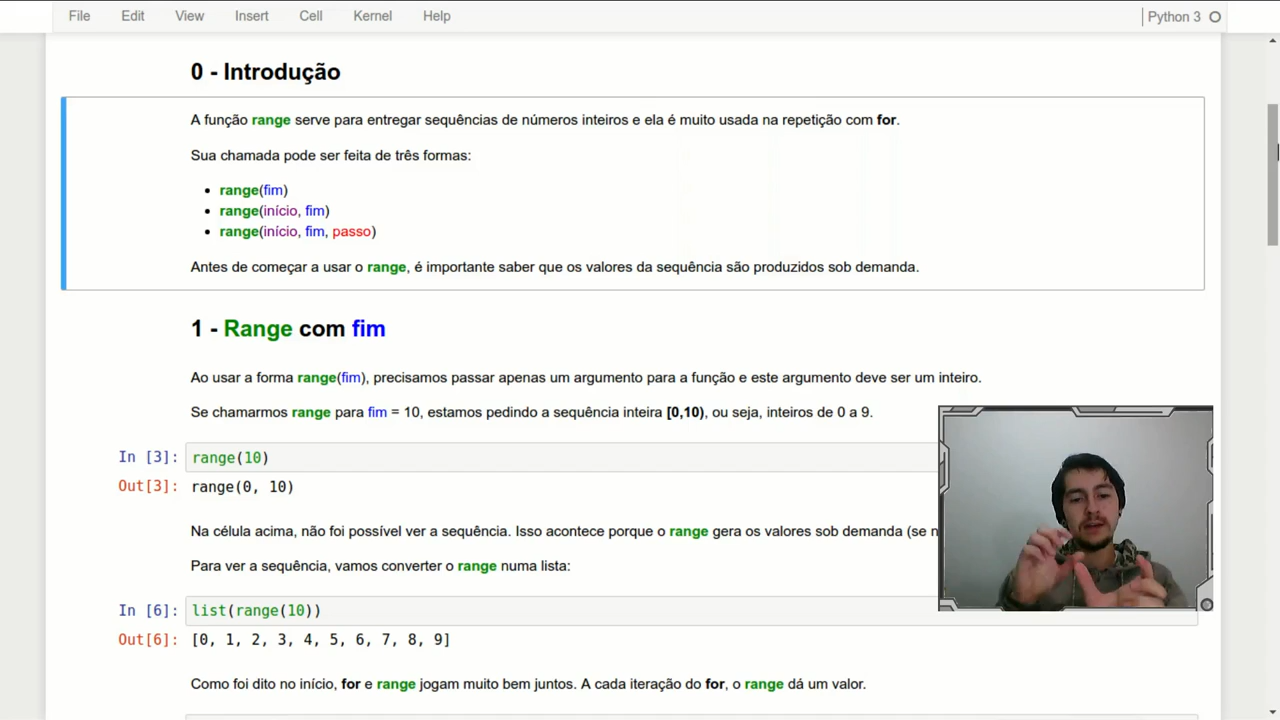 File Edit View Insert Cell Kernel Help Python 3
0 - Introdução
A função range serve para entregar sequências de números inteiros e ela é muito usada na repetição com for.
Sua chamada pode ser feita de três formas:
range(fim)
range(início, fim)
range(início, fim, passo)
Antes de começar a usar o range, é importante saber que os valores da sequência são produzidos sob demanda.
1 - Range com fim
Ao usar a forma range(fim), precisamos passar apenas um argumento para a função e este argumento deve ser um inteiro.
Se chamarmos range para fim = 10, estamos pedindo a sequência inteira [0,10), ou seja, inteiros de 0 a 9.
In [3]: range(10)
Out[3]: range(0, 10)
Na célula acima, não foi possível ver a sequência. Isso acontece porque o range gera os valores sob demanda (se n
Para ver a sequência, vamos converter o range numa lista:
In [6]: list(range(10))
Out[6]: [0, 1, 2, 3, 4, 5, 6, 7, 8, 9]
Como foi dito no início, for e range jogam muito bem juntos. A cada iteração do for, o range dá um valor.